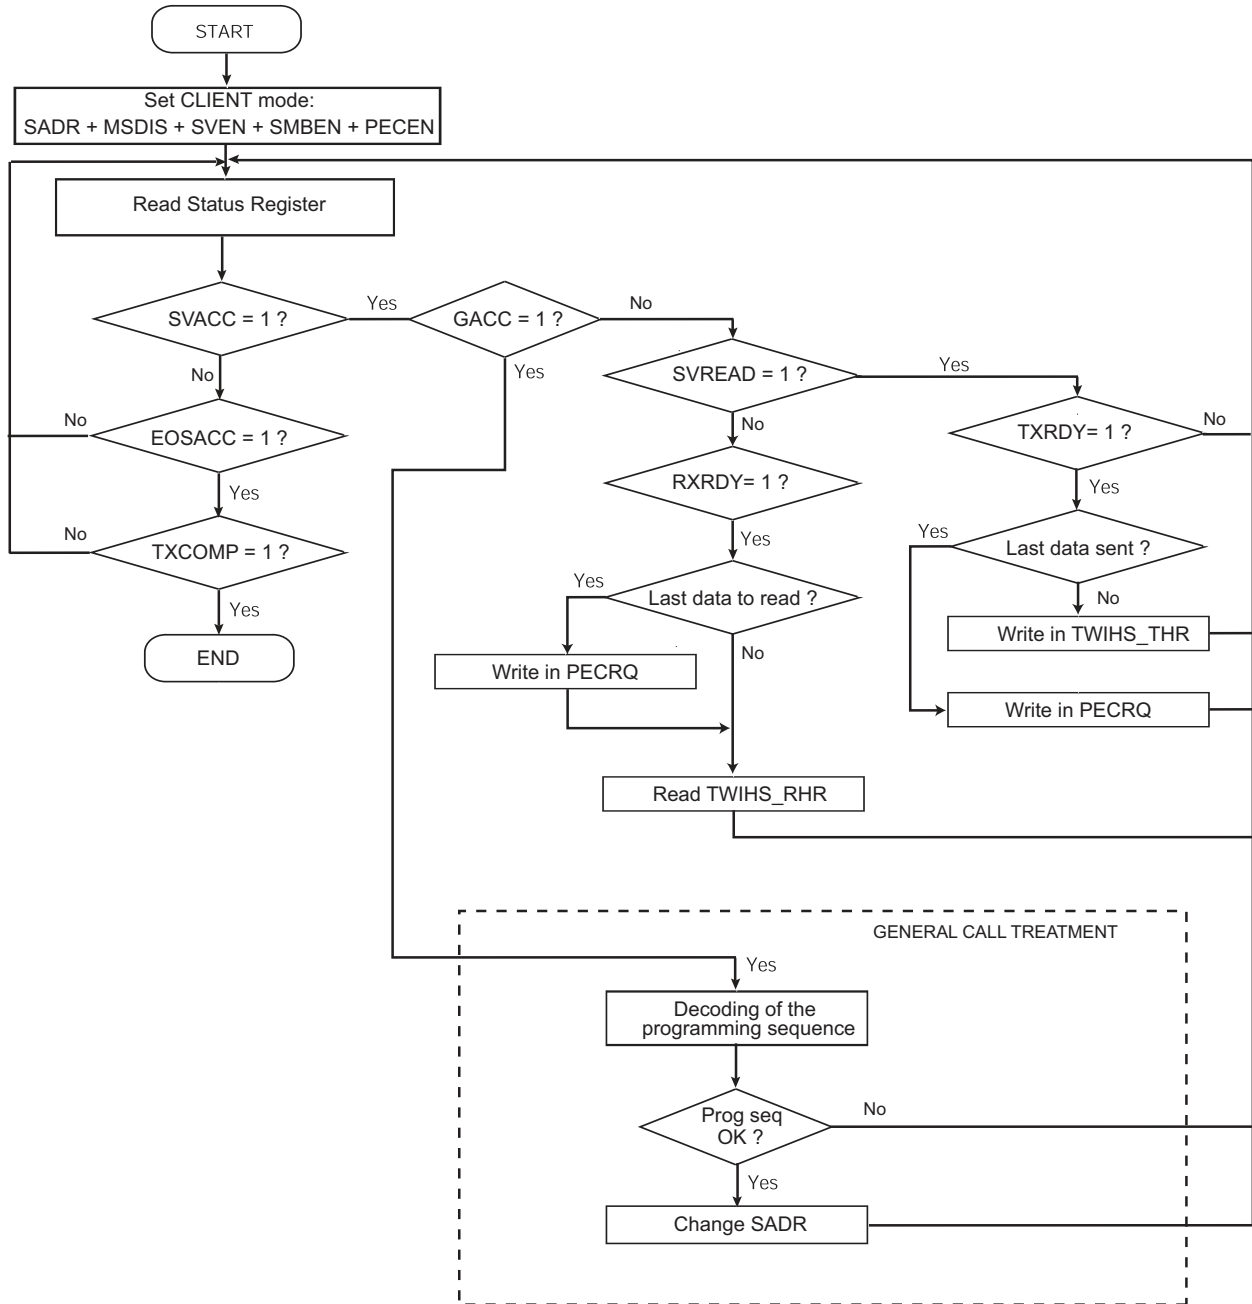 START
Set CLIENT mode:
SADR + MSDIS + SVEN + SMBEN + PECEN
Read Status Register
SVACC = 1 ?
Yes
GACC = 1 ?
No
No
Yes
SVREAD = 1 ?
Yes
No
EOSACC = 1 ?
No
TXRDY= 1 ?
No
Yes
RXRDY= 1 ?
Yes
No
TXCOMP = 1 ?
Yes
Yes
Last data sent ?
Yes
Last data to read ?
No
Yes
END
Write in TWIHS_THR
No
Write in PECRQ
Write in PECRQ
Read TWIHS_RHR
GENERAL CALL TREATMENT
Yes
Decoding of the
programming sequence
Prog seq
OK ?
No
Yes
Change SADR